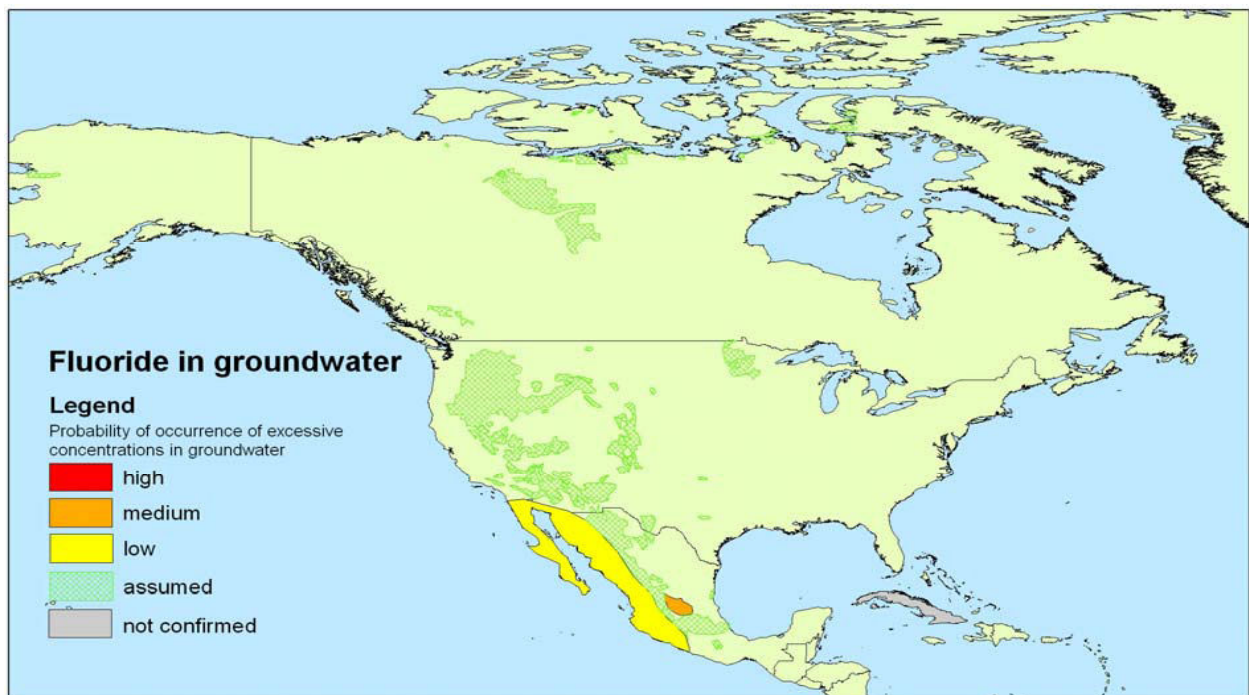 Fluoride in groundwater
Legend
Probability of occurrence of excessive
concentrations in groundwater
high
medium
low
assumed
not confirmed